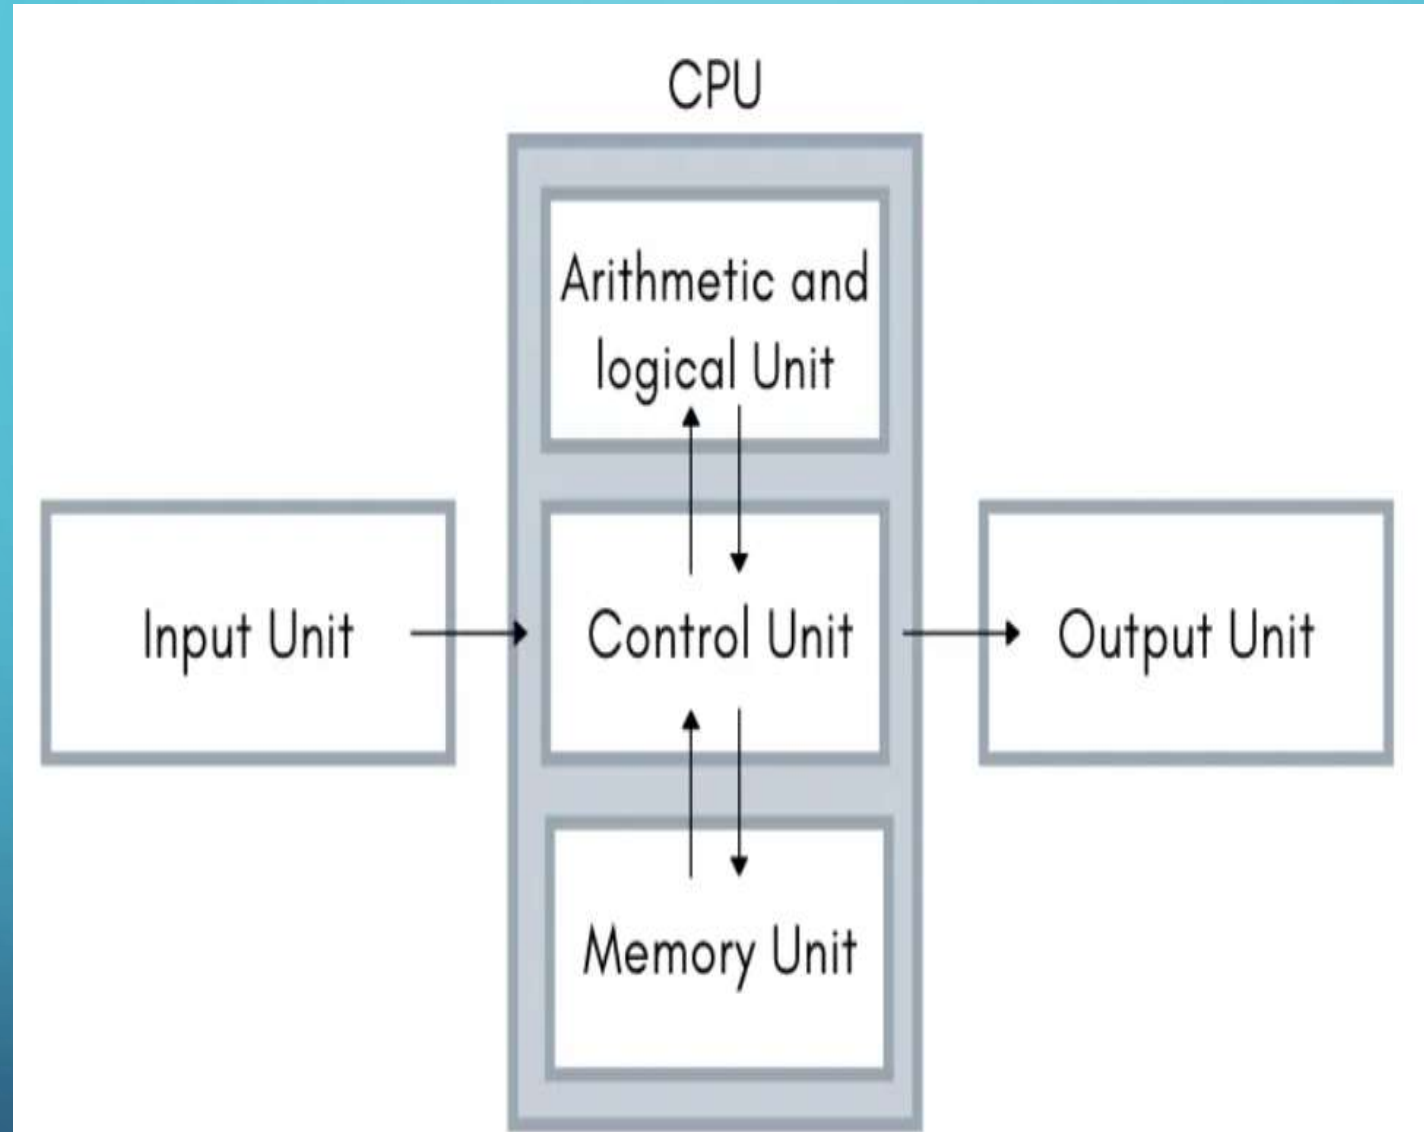 CPU
Arithmetic and
logical Unit
Input Unit
Control Unit
Output Unit
Memory Unit